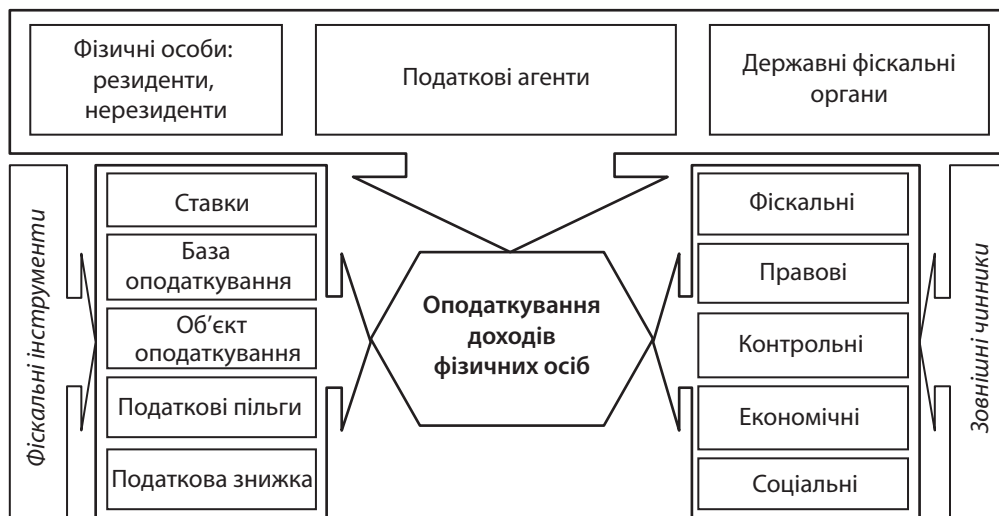 Фізичні особи:
резиденти,
нерезиденти
Податкові агенти
Державні фіскальні
органи
Фіскальні інструменти
Ставки
База
оподаткування
Об’єкт
оподаткування
Податкові пільги
Податкова знижка
Оподаткування
доходів
фізичних осіб
Фіскальні
Правові
Контрольні
Економічні
Соціальні
Зовнішні чинники